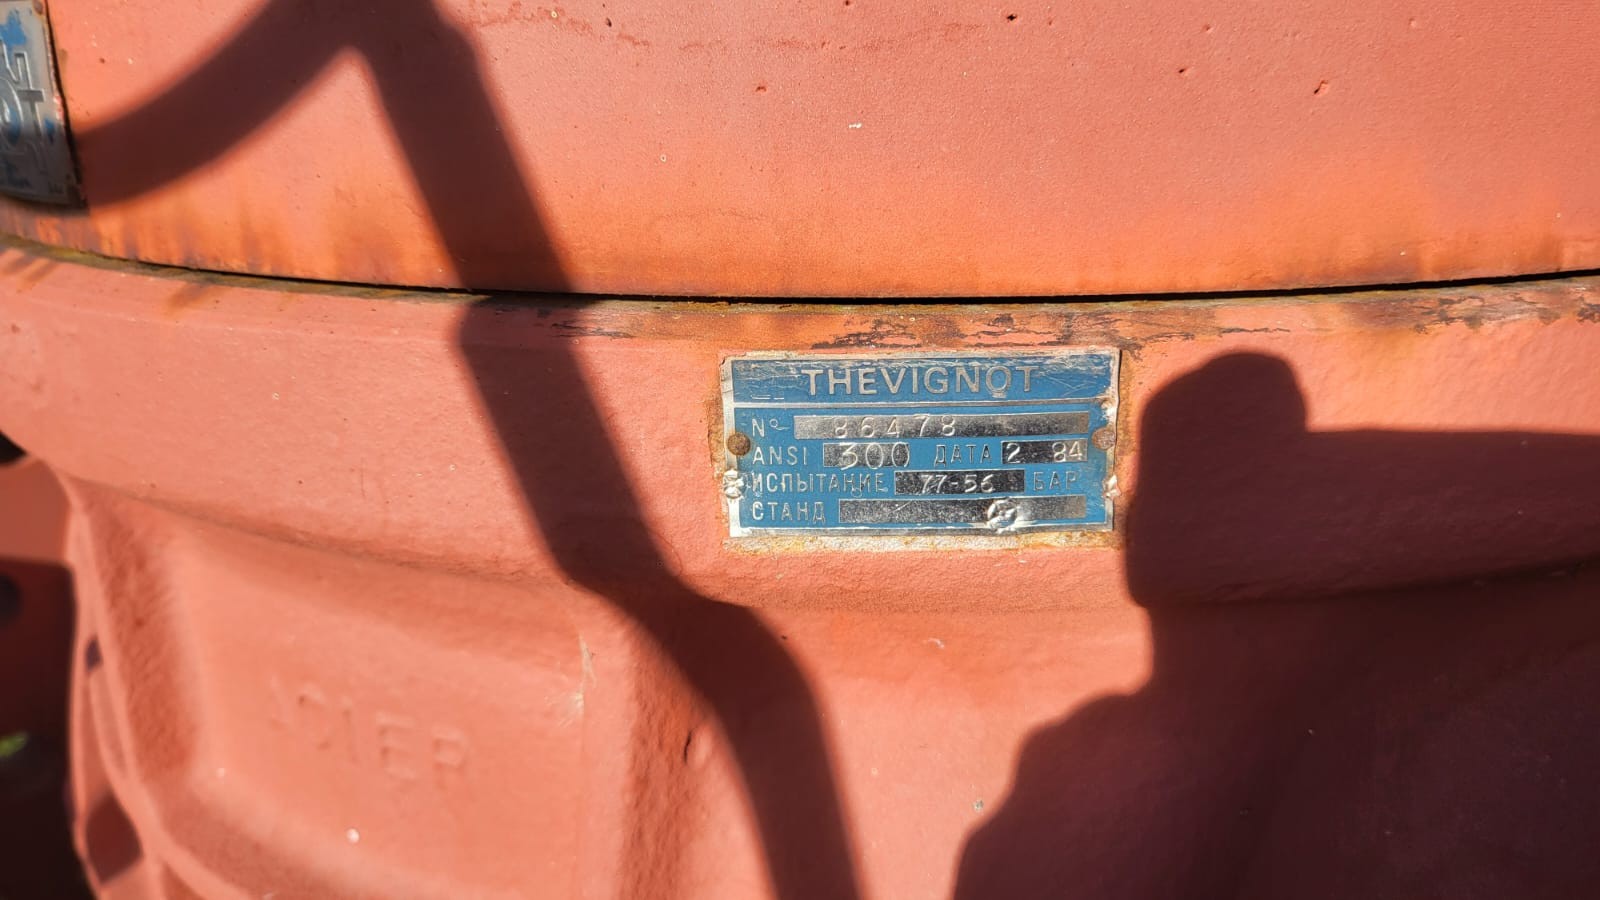 THEVIGNOT
Nº 86478
ANSI 300 ДАТА 2 84
ИСПЫТАНИЕ 77-56 БАР
СТАНД